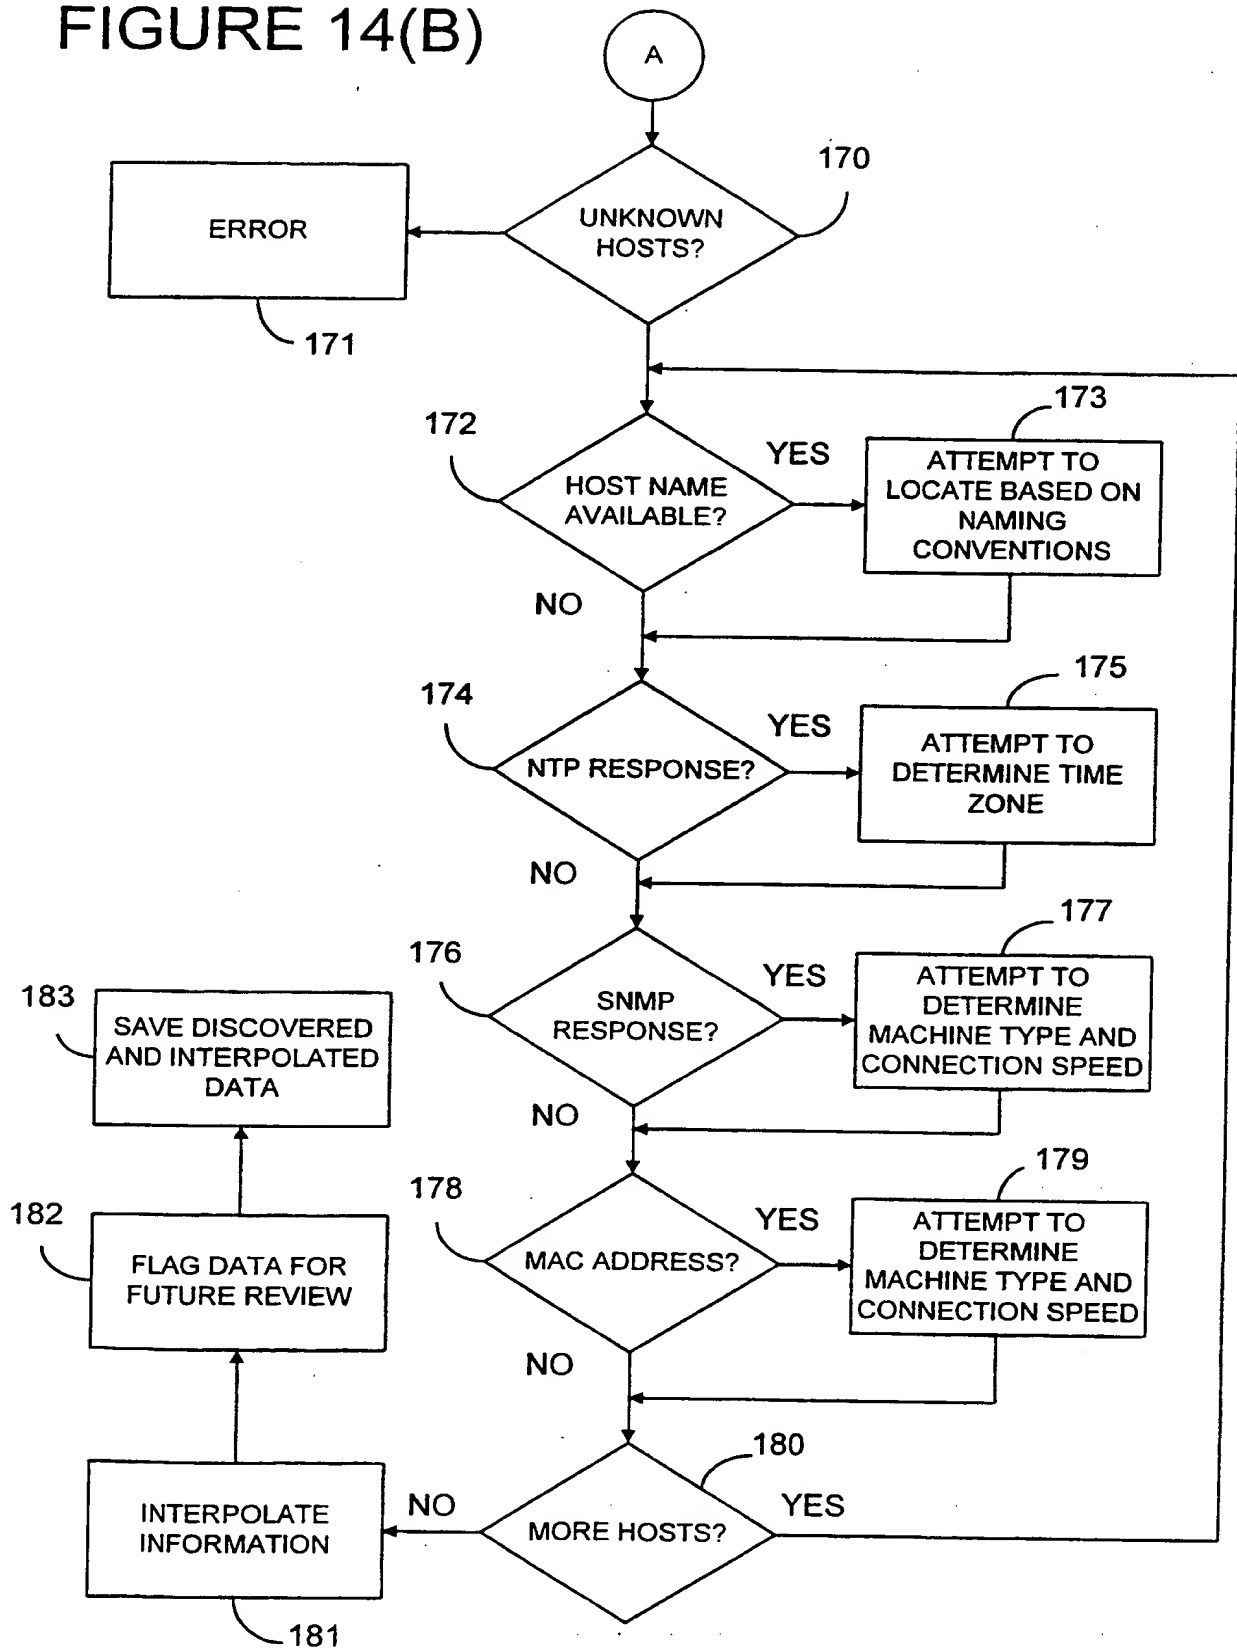 FIGURE 14(B)
A
170
UNKNOWN
HOSTS?
ERROR
171
172
HOST NAME
AVAILABLE?
YES
173
ATTEMPT TO
LOCATE BASED ON
NAMING
CONVENTIONS
NO
174
NTP RESPONSE?
YES
175
ATTEMPT TO
DETERMINE TIME
ZONE
NO
176
SNMP
RESPONSE?
YES
177
ATTEMPT TO
DETERMINE
MACHINE TYPE AND
CONNECTION SPEED
NO
178
MAC ADDRESS?
YES
179
ATTEMPT TO
DETERMINE
MACHINE TYPE AND
CONNECTION SPEED
NO
180
MORE HOSTS?
YES
NO
INTERPOLATE
INFORMATION
181
182
FLAG DATA FOR
FUTURE REVIEW
183
SAVE DISCOVERED
AND INTERPOLATED
DATA